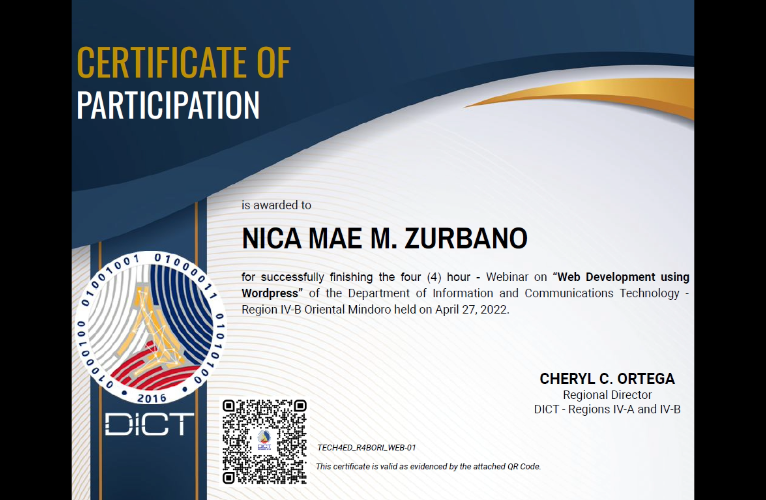 CERTIFICATE OF
PARTICIPATION
is awarded to
NICA MAE M. ZURBANO
for successfully finishing the four (4) hour - Webinar on “Web Development using
Wordpress” of the Department of Information and Communications Technology -
Region IV-B Oriental Mindoro held on April 27, 2022.
01000100 01001001 01000011 01010100
2016
DICT
CHERYL C. ORTEGA
Regional Director
DICT - Regions IV-A and IV-B
DICT
TECH4ED_R4BORI_WEB-01
This certificate is valid as evidenced by the attached QR Code.